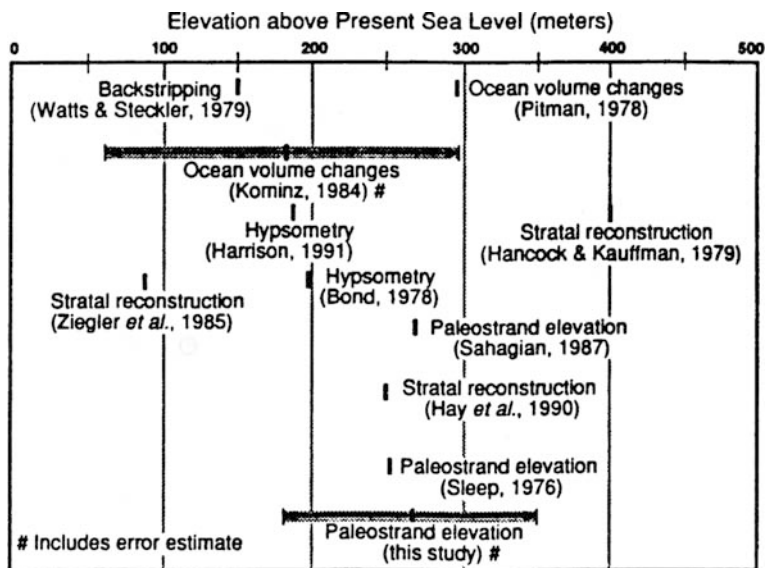 Elevation above Present Sea Level (meters)
0 100 200 300 400 500
Backstripping
(Watts & Steckler, 1979)
Ocean volume changes
(Pitman, 1978)
Ocean volume changes
(Kominz, 1984) #
Hypsometry
(Harrison, 1991)
Stratal reconstruction
(Hancock & Kauffman, 1979)
Hypsometry
(Bond, 1978)
Stratal reconstruction
(Ziegler et al., 1985)
Paleostrand elevation
(Sahagian, 1987)
Stratal reconstruction
(Hay et al., 1990)
Paleostrand elevation
(Sleep, 1976)
Paleostrand elevation
(this study) #
# Includes error estimate